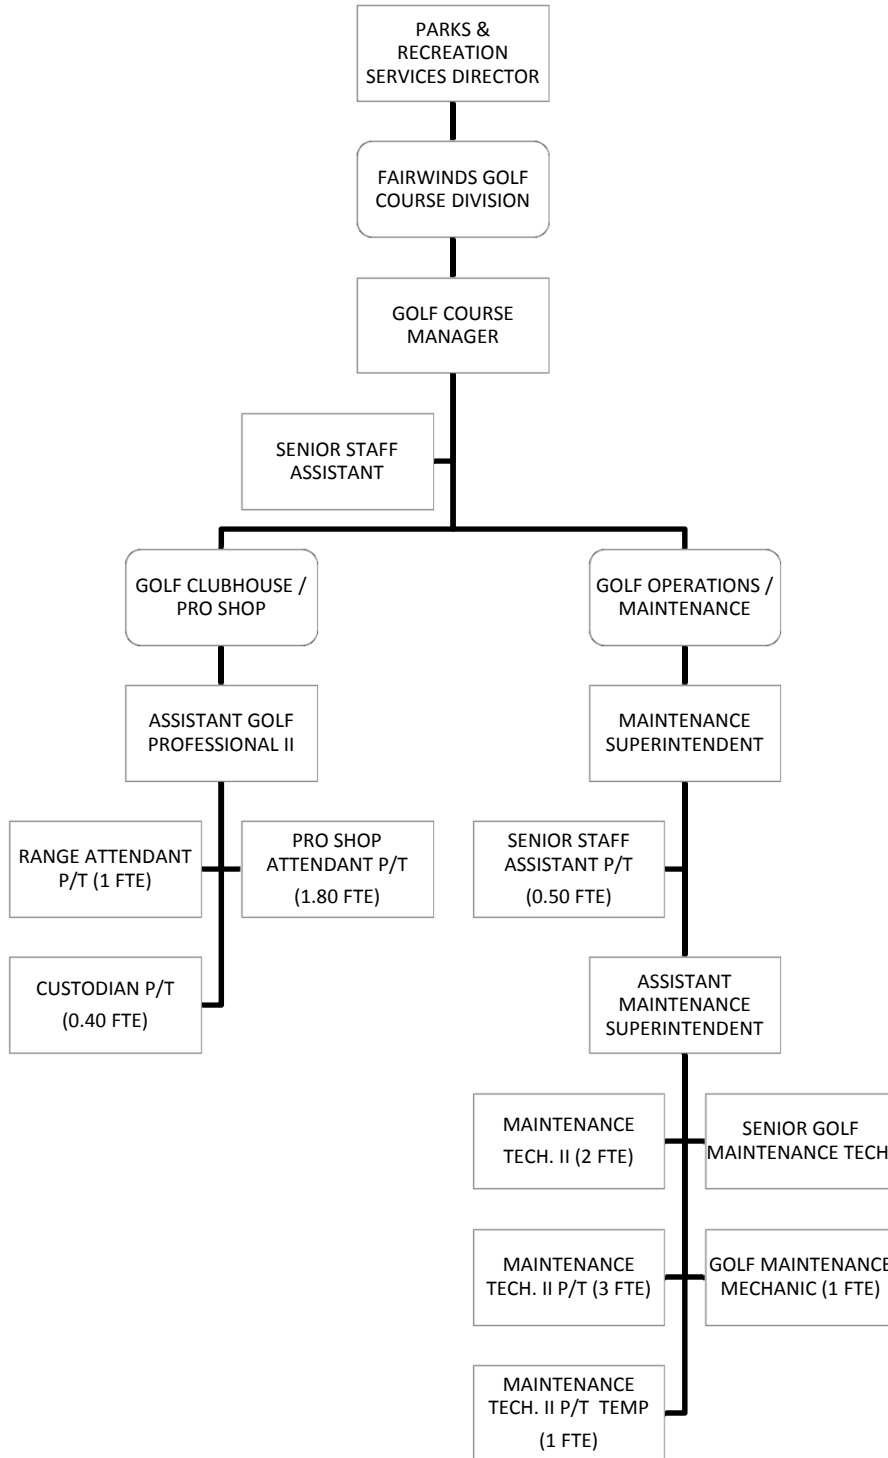 PARKS &
RECREATION
SERVICES DIRECTOR
FAIRWINDS GOLF
COURSE DIVISION
GOLF COURSE
MANAGER
SENIOR STAFF
ASSISTANT
GOLF CLUBHOUSE /
PRO SHOP
GOLF OPERATIONS /
MAINTENANCE
ASSISTANT GOLF
PROFESSIONAL II
MAINTENANCE
SUPERINTENDENT
RANGE ATTENDANT
P/T (1 FTE)
PRO SHOP
ATTENDANT P/T
(1.80 FTE)
SENIOR STAFF
ASSISTANT P/T
(0.50 FTE)
CUSTODIAN P/T
(0.40 FTE)
ASSISTANT
MAINTENANCE
SUPERINTENDENT
MAINTENANCE
TECH. II (2 FTE)
SENIOR GOLF
MAINTENANCE TECH
MAINTENANCE
TECH. II P/T (3 FTE)
GOLF MAINTENANCE
MECHANIC (1 FTE)
MAINTENANCE
TECH. II P/T  TEMP
(1 FTE)